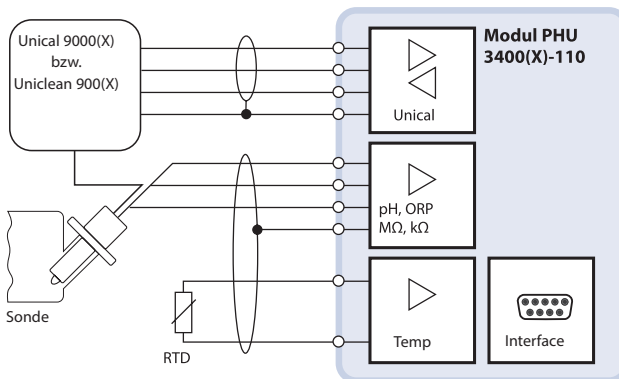 Unical 9000(X)
bzw.
Uniclean 900(X)
Modul PHU
3400(X)-110
Unical
pH, ORP
MΩ, kΩ
Sonde
RTD
Temp
Interface